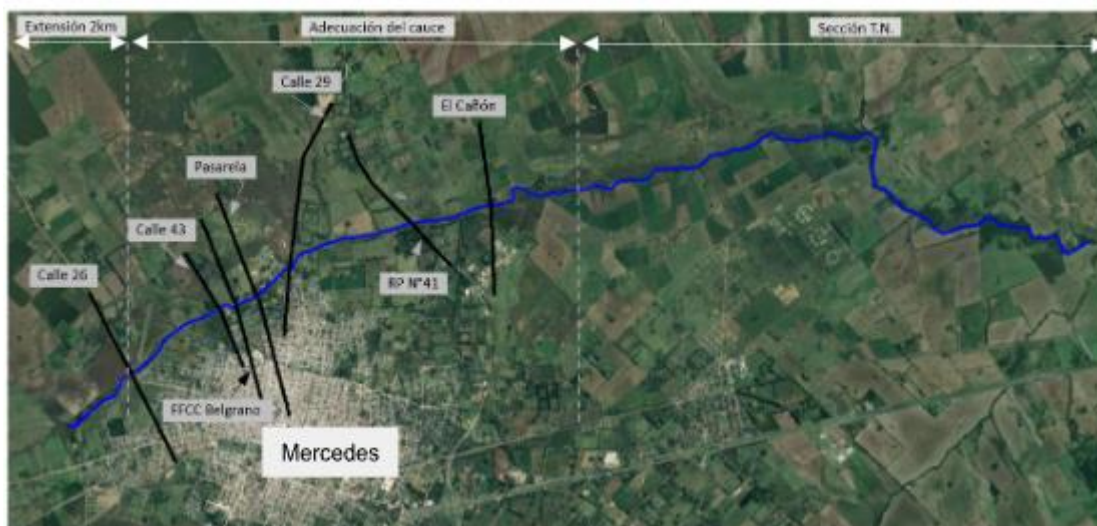 Extensión 2km
Adecuación del cauce
Sección T.N.
Calle 29
El Cañón
Pasarela
Calle 43
Calle 26
RP N°41
FFCC Belgrano
Mercedes